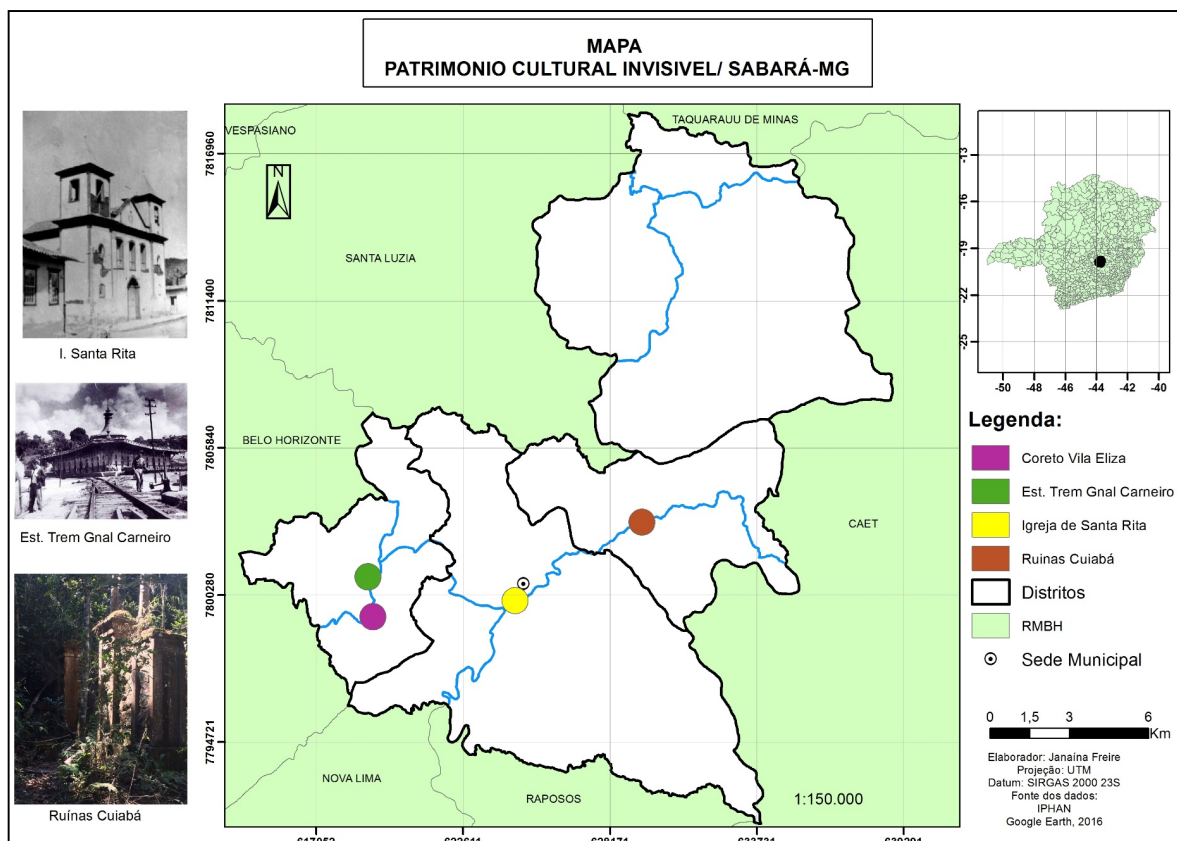 MAPA
PATRIMONIO CULTURAL INVISIVEL/ SABARÁ-MG
I. Santa Rita
Est. Trem Gnal Carneiro
Ruínas Cuiabá
VESPASIANO
TAQUARAUU DE MINAS
N
SANTA LUZIA
BELO HORIZONTE
CAET
NOVA LIMA
RAPOSOS
1:150.000
7816960
7811400
7805840
7800280
7794721
-13
-16
-19
-22
-25
-50 -48 -46 -44 -42 -40
Legenda:
Coreto Vila Eliza
Est. Trem Gnal Carneiro
Igreja de Santa Rita
Ruinas Cuiabá
Distritos
RMBH
Sede Municipal
0 1,5 3 6
Km
Elaborador: Janaína Freire
Projeção: UTM
Datum: SIRGAS 2000 23S
Fonte dos dados:
IPHAN
Google Earth, 2016